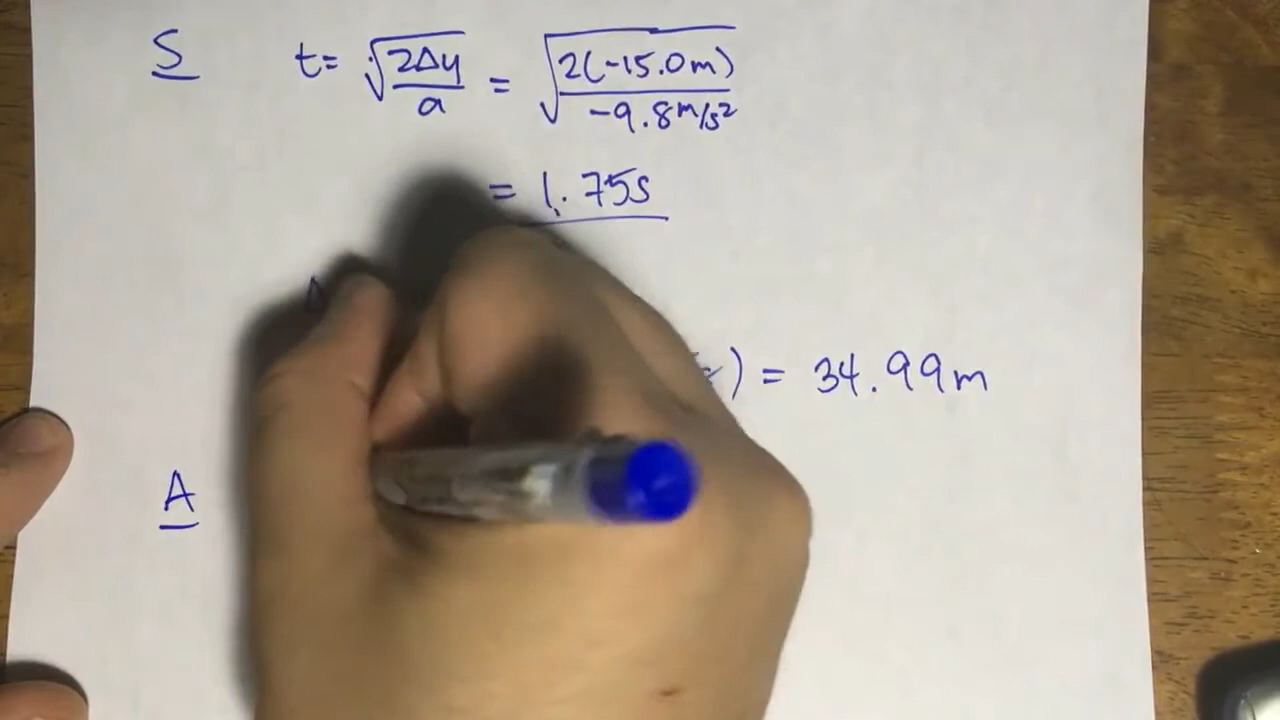 S t = √(2Δy/a) = √(2(-15.0m)/-9.8m/s²)
= 1.75s
Δ
) = 34.99m
A